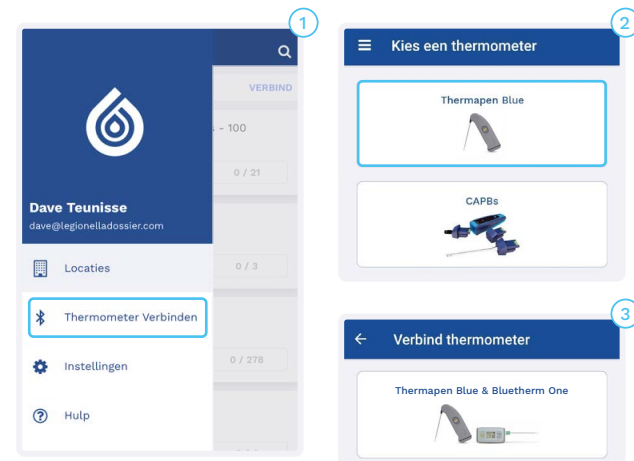 1
VERBIND
- 100
0 / 21
Dave Teunisse
dave@legionelladossier.com
Locaties
0 / 3
Thermometer Verbinden
Instellingen
0 / 278
Hulp
2
Kies een thermometer
Thermapen Blue
CAPBs
3
Verbind thermometer
Thermapen Blue & Bluetherm One